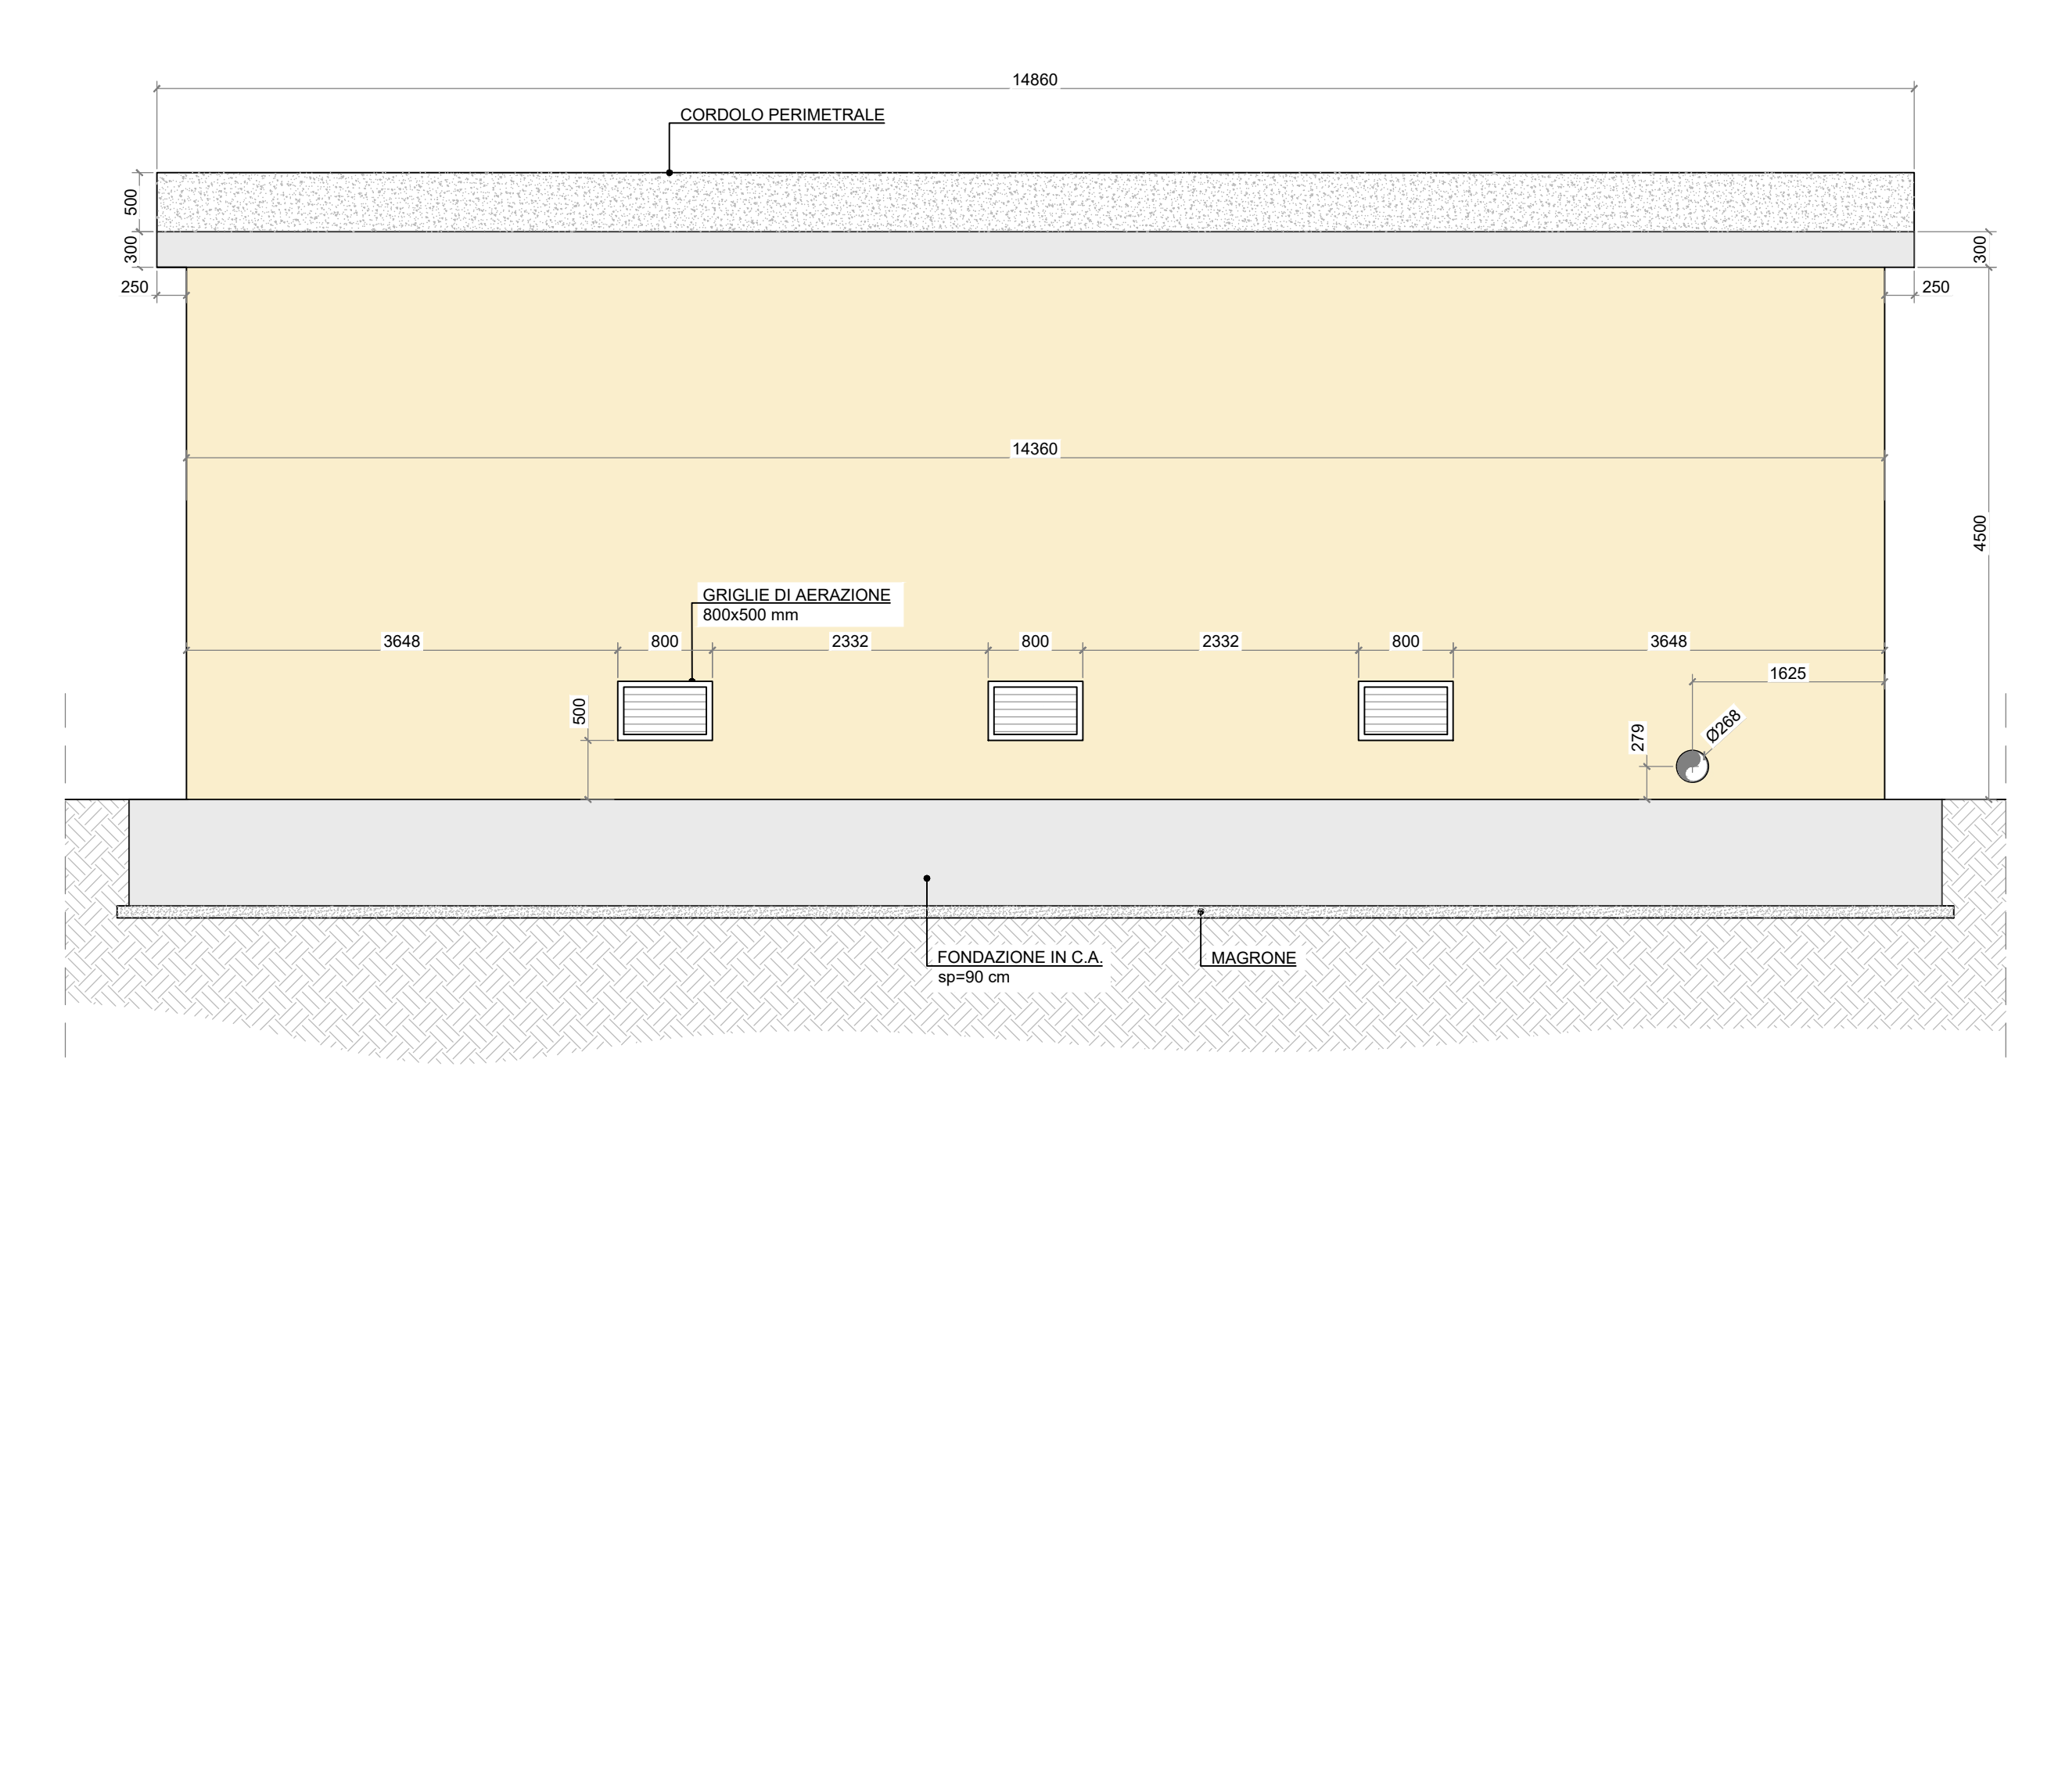 14860
CORDOLO PERIMETRALE
500
300
300
250
250
14360
4500
GRIGLIE DI AERAZIONE
800x500 mm
3648
800
2332
800
2332
800
3648
1625
500
279
Ø268
FONDAZIONE IN C.A.
sp=90 cm
MAGRONE